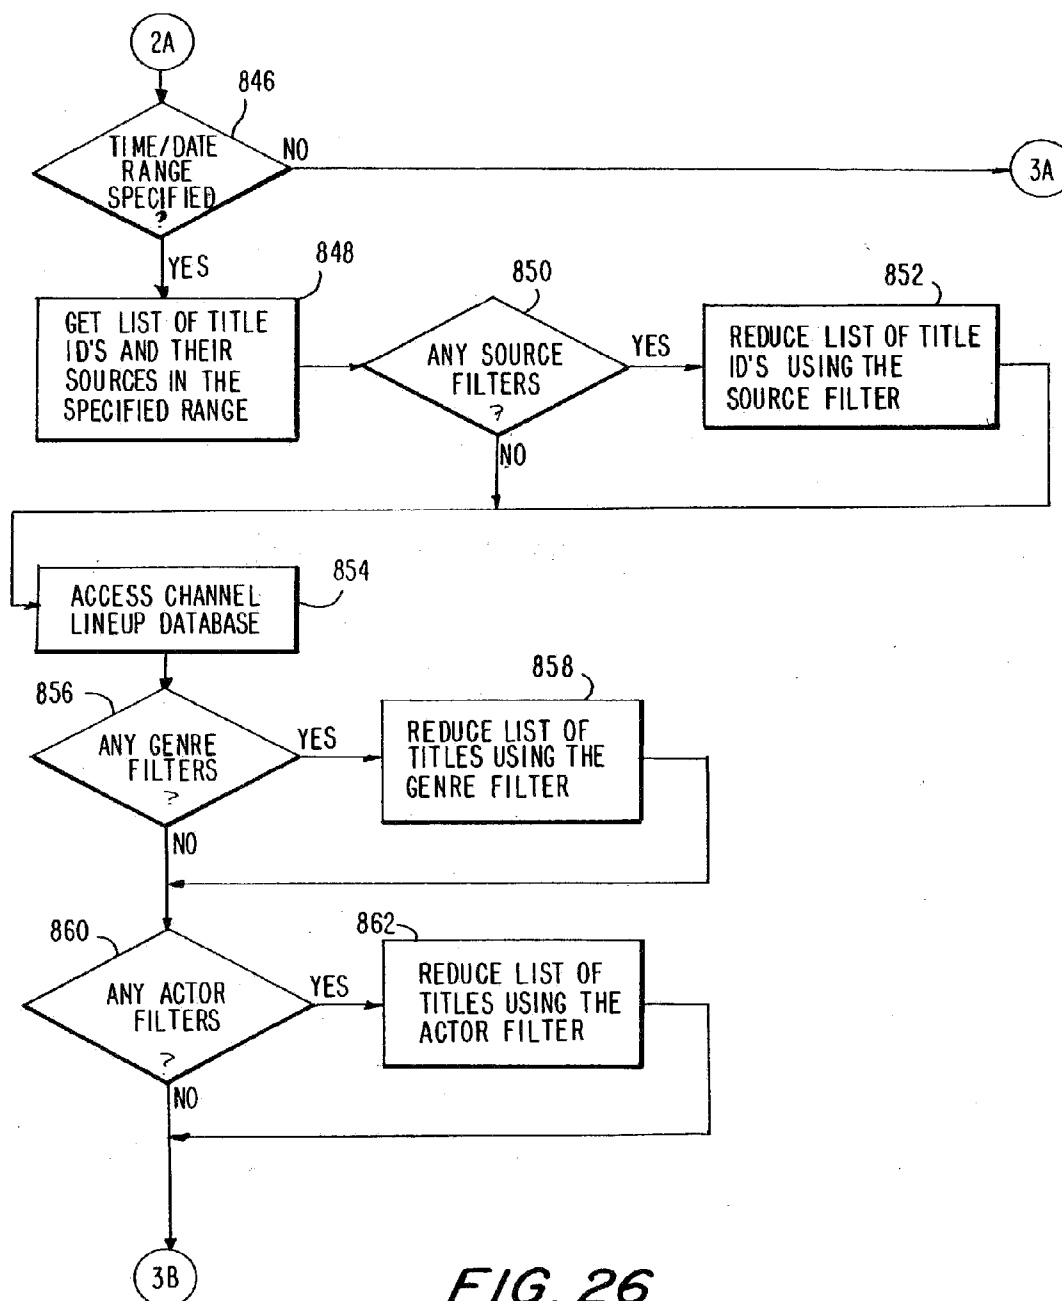 2A
846
TIME/DATE
RANGE
SPECIFIED
?
NO
3A
YES
848
GET LIST OF TITLE
ID'S AND THEIR
SOURCES IN THE
SPECIFIED RANGE
850
ANY SOURCE
FILTERS
?
YES
NO
852
REDUCE LIST OF TITLE
ID'S USING THE
SOURCE FILTER
ACCESS CHANNEL
LINEUP DATABASE
854
856
ANY GENRE
FILTERS
?
YES
NO
858
REDUCE LIST OF
TITLES USING THE
GENRE FILTER
860
ANY ACTOR
FILTERS
?
YES
NO
862
REDUCE LIST OF
TITLES USING THE
ACTOR FILTER
3B
FIG. 26